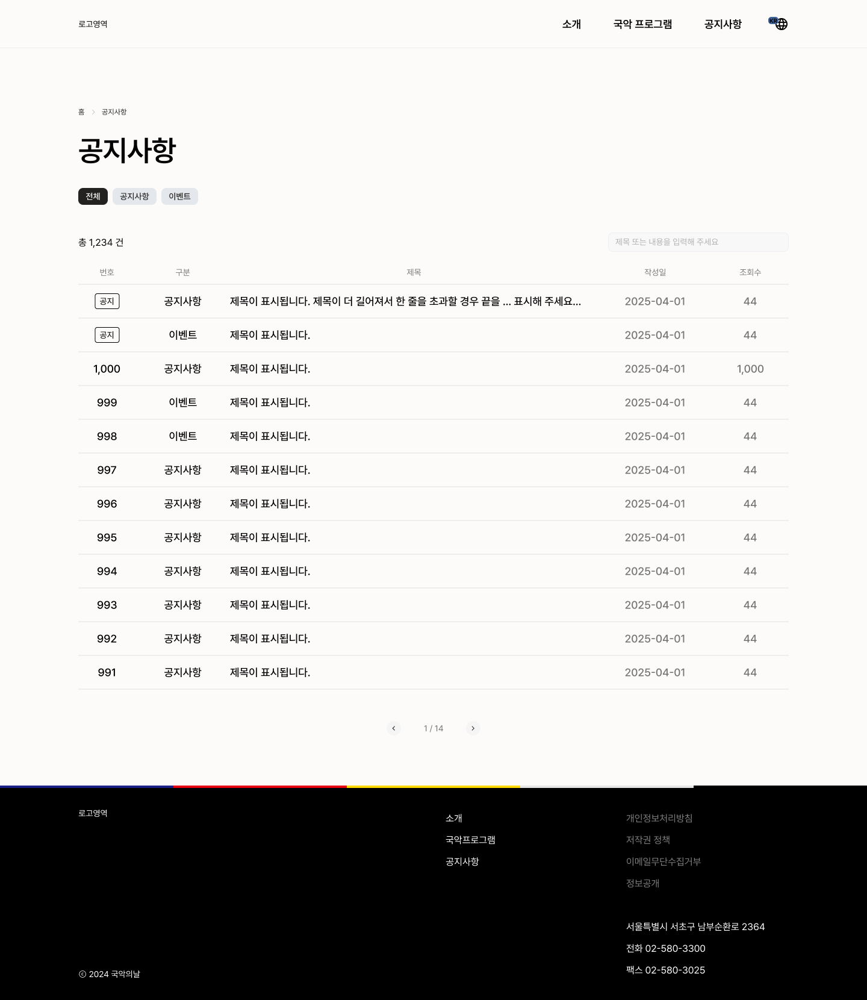 로고영역
소개 국악 프로그램 공지사항 KR
홈 공지사항
공지사항
전체 공지사항 이벤트
총 1,234 건 제목 또는 내용을 입력해 주세요
번호 구분 제목 작성일 조회수
공지 공지사항 제목이 표시됩니다. 제목이 더 길어져서 한 줄을 초과할 경우 끝을 ... 표시해 주세요... 2025-04-01 44
공지 이벤트 제목이 표시됩니다. 2025-04-01 44
1,000 공지사항 제목이 표시됩니다. 2025-04-01 1,000
999 이벤트 제목이 표시됩니다. 2025-04-01 44
998 이벤트 제목이 표시됩니다. 2025-04-01 44
997 공지사항 제목이 표시됩니다. 2025-04-01 44
996 공지사항 제목이 표시됩니다. 2025-04-01 44
995 공지사항 제목이 표시됩니다. 2025-04-01 44
994 공지사항 제목이 표시됩니다. 2025-04-01 44
993 공지사항 제목이 표시됩니다. 2025-04-01 44
992 공지사항 제목이 표시됩니다. 2025-04-01 44
991 공지사항 제목이 표시됩니다. 2025-04-01 44
1 / 14
로고영역
소개
국악프로그램
공지사항
개인정보처리방침
저작권 정책
이메일무단수집거부
정보공개
서울특별시 서초구 남부순환로 2364
전화 02-580-3300
팩스 02-580-3025
ⓒ 2024 국악의날